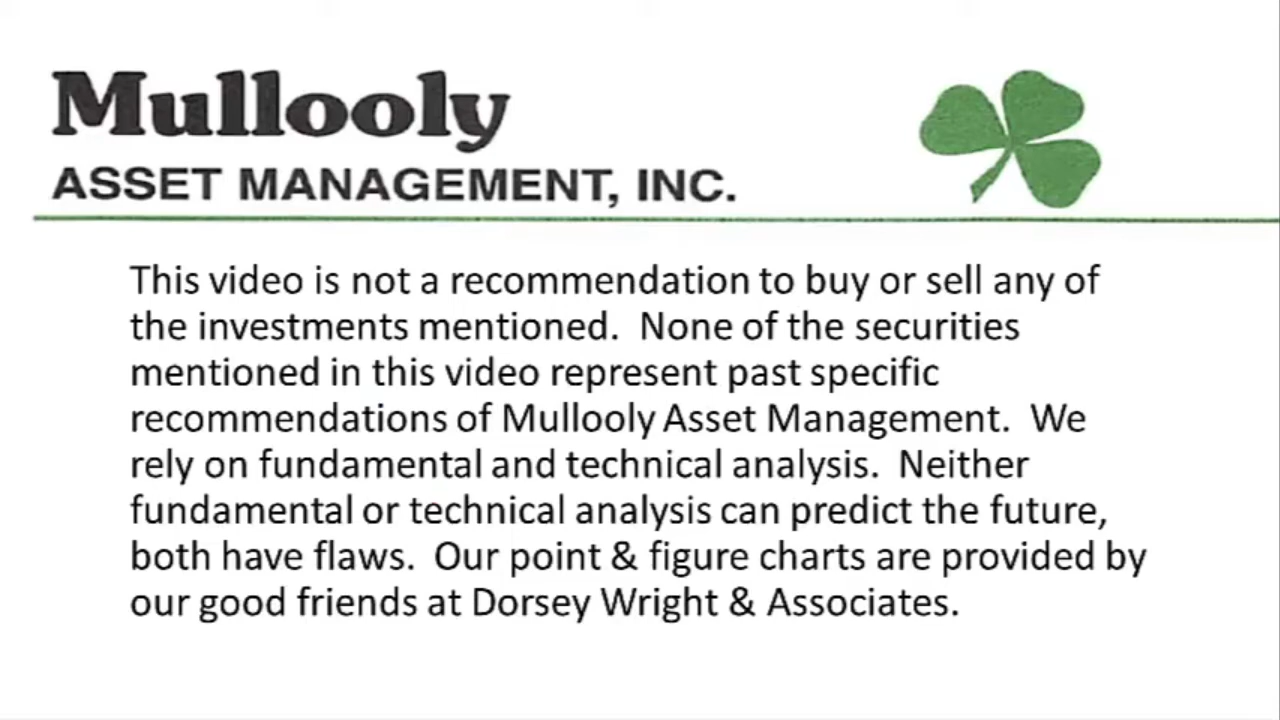 Mullooly
ASSET MANAGEMENT, INC.
This video is not a recommendation to buy or sell any of
the investments mentioned.  None of the securities
mentioned in this video represent past specific
recommendations of Mullooly Asset Management.  We
rely on fundamental and technical analysis.  Neither
fundamental or technical analysis can predict the future,
both have flaws.  Our point & figure charts are provided by
our good friends at Dorsey Wright & Associates.